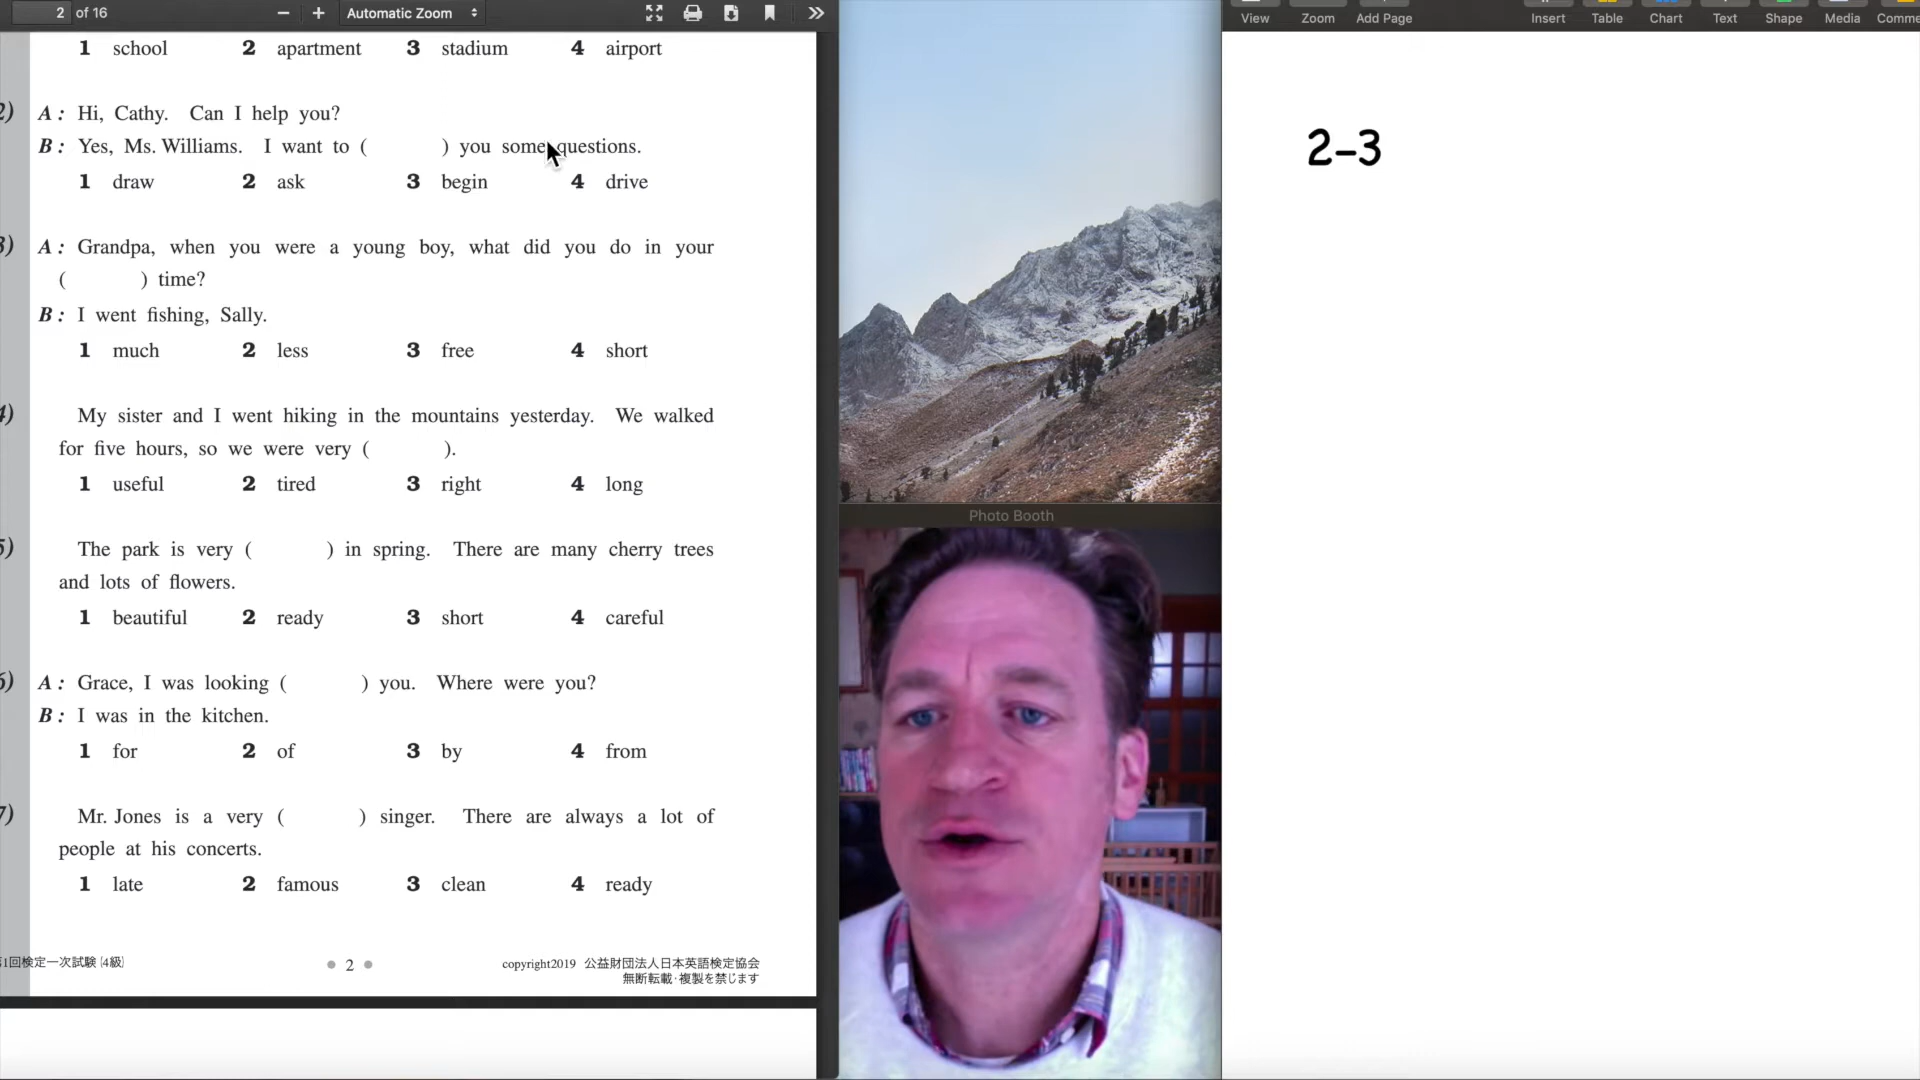 2 of 16
Automatic Zoom
1 school 2 apartment 3 stadium 4 airport
2) A: Hi, Cathy. Can I help you?
B: Yes, Ms. Williams. I want to ( ) you some questions.
1 draw 2 ask 3 begin 4 drive
3) A: Grandpa, when you were a young boy, what did you do in your
( ) time?
B: I went fishing, Sally.
1 much 2 less 3 free 4 short
4) My sister and I went hiking in the mountains yesterday. We walked
for five hours, so we were very ( ).
1 useful 2 tired 3 right 4 long
5) The park is very ( ) in spring. There are many cherry trees
and lots of flowers.
1 beautiful 2 ready 3 short 4 careful
6) A: Grace, I was looking ( ) you. Where were you?
B: I was in the kitchen.
1 for 2 of 3 by 4 from
7) Mr. Jones is a very ( ) singer. There are always a lot of
people at his concerts.
1 late 2 famous 3 clean 4 ready
1回検定一次試験(4級)
● 2 ●
copyright2019 公益財団法人日本英語検定協会
無断転載・複製を禁じます
Photo Booth
View Zoom Add Page Insert Table Chart Text Shape Media Comme
2–3